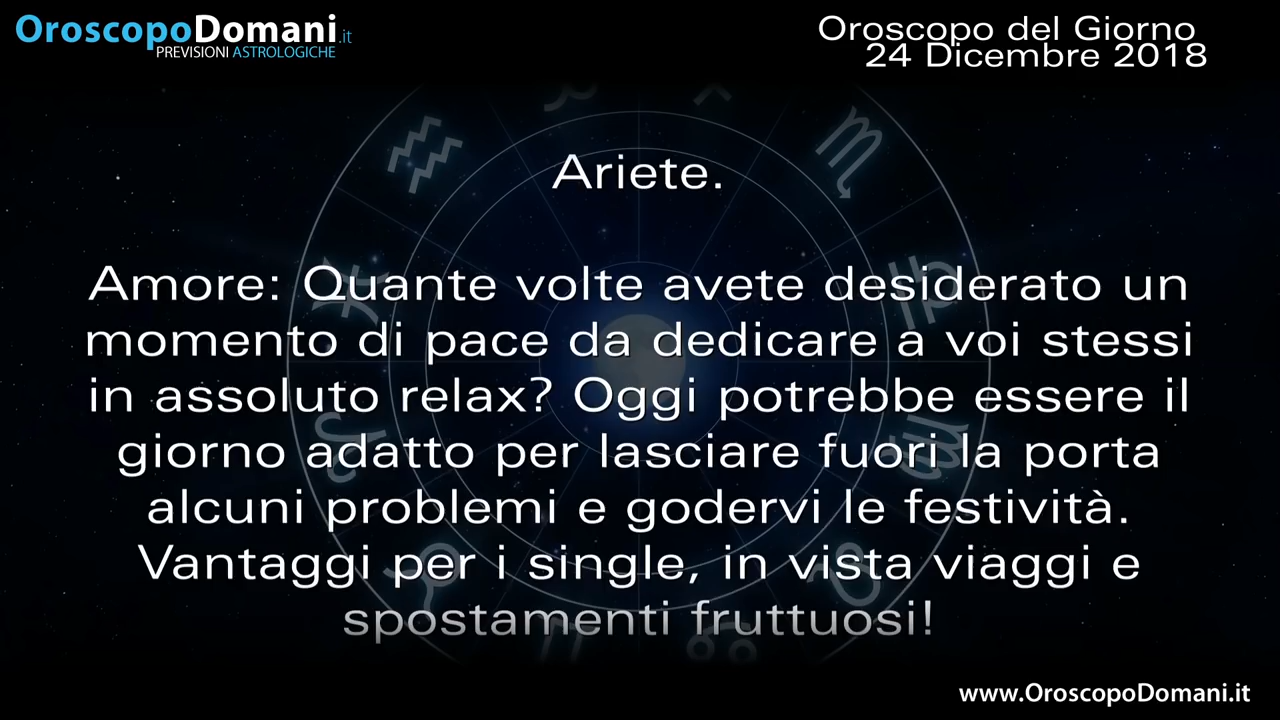 OroscopoDomani.it
PREVISIONI ASTROLOGICHE
Oroscopo del Giorno
24 Dicembre 2018
Ariete.
Amore: Quante volte avete desiderato un
momento di pace da dedicare a voi stessi
in assoluto relax? Oggi potrebbe essere il
giorno adatto per lasciare fuori la porta
alcuni problemi e godervi le festività.
Vantaggi per i single, in vista viaggi e
spostamenti fruttuosi!
www.OroscopoDomani.it